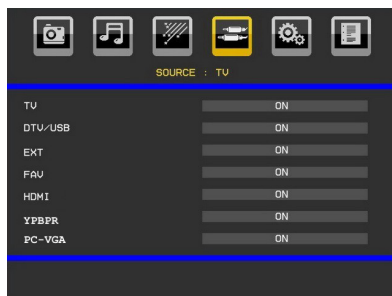 SOURCE : TV
TV ON
DTV/USB ON
EXT ON
FAV ON
HDMI ON
YPBPR ON
PC-VGA ON